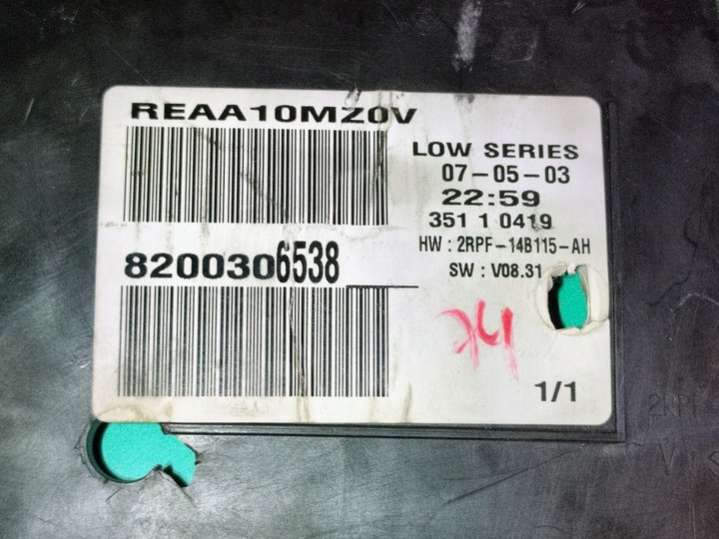 REAA10MZ0V
LOW SERIES
07-05-03
22:59
351 1 0419
HW : 2RPF-14B115-AH
SW : V08.31
8200306538
1/1
2RPF